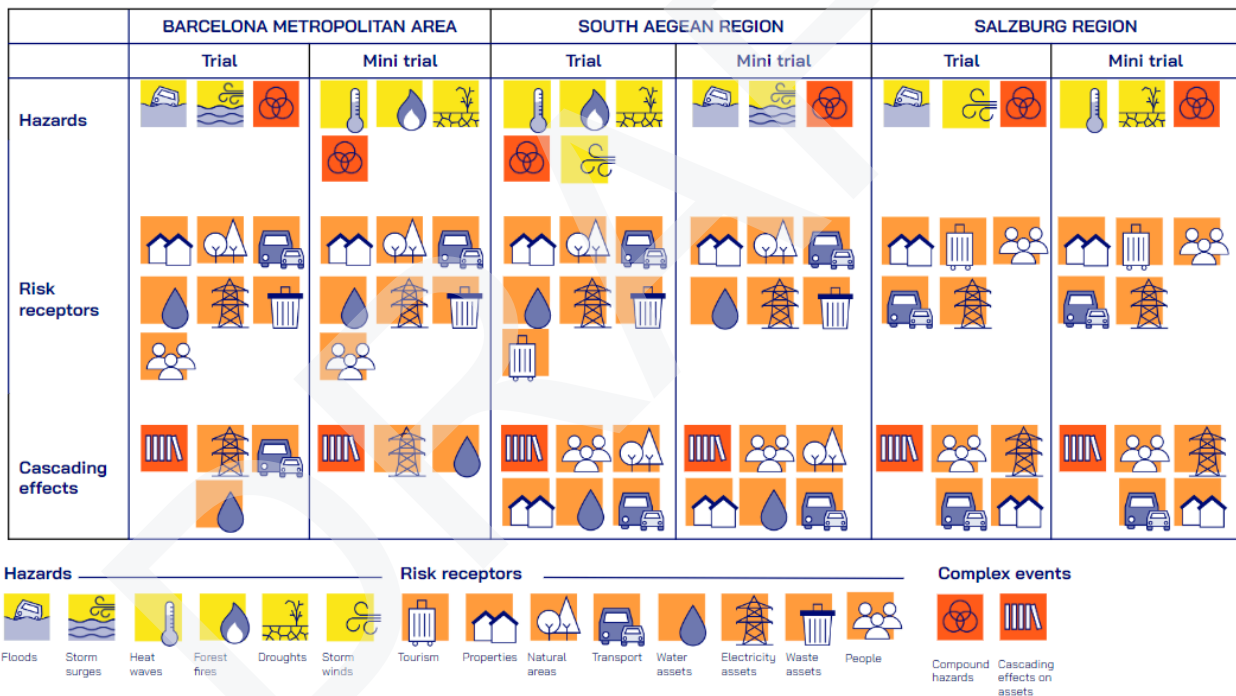 BARCELONA METROPOLITAN AREA SOUTH AEGEAN REGION SALZBURG REGION
Trial Mini trial Trial Mini trial Trial Mini trial
Hazards
Risk
receptors
Cascading
effects
Hazards Risk receptors Complex events
Floods Storm Heat Forest Droughts Storm Tourism Properties Natural Transport Water Electricity Waste People Compound Cascading
surges waves fires winds areas assets assets assets hazards effects on
assets
DRAFT